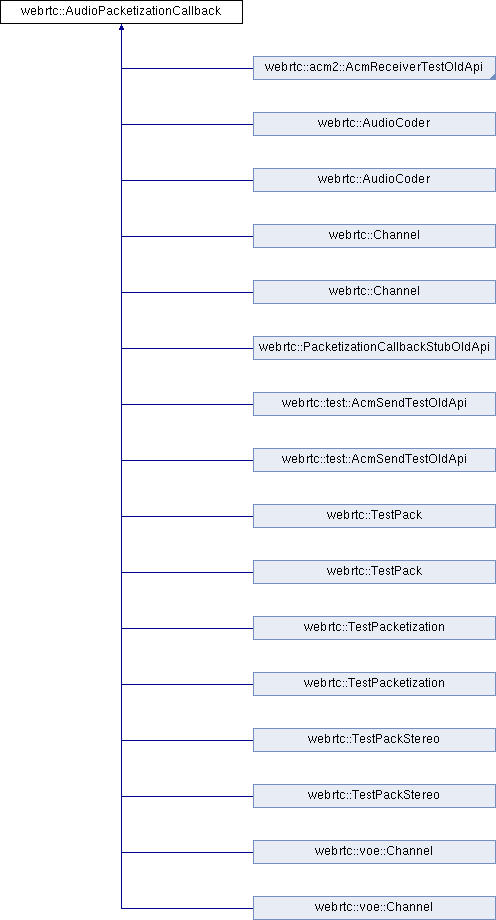 webrtc::AudioPacketizationCallback
webrtc::acm2::AcmReceiverTestOldApi
webrtc::AudioCoder
webrtc::AudioCoder
webrtc::Channel
webrtc::Channel
webrtc::PacketizationCallbackStubOldApi
webrtc::test::AcmSendTestOldApi
webrtc::test::AcmSendTestOldApi
webrtc::TestPack
webrtc::TestPack
webrtc::TestPacketization
webrtc::TestPacketization
webrtc::TestPackStereo
webrtc::TestPackStereo
webrtc::voe::Channel
webrtc::voe::Channel